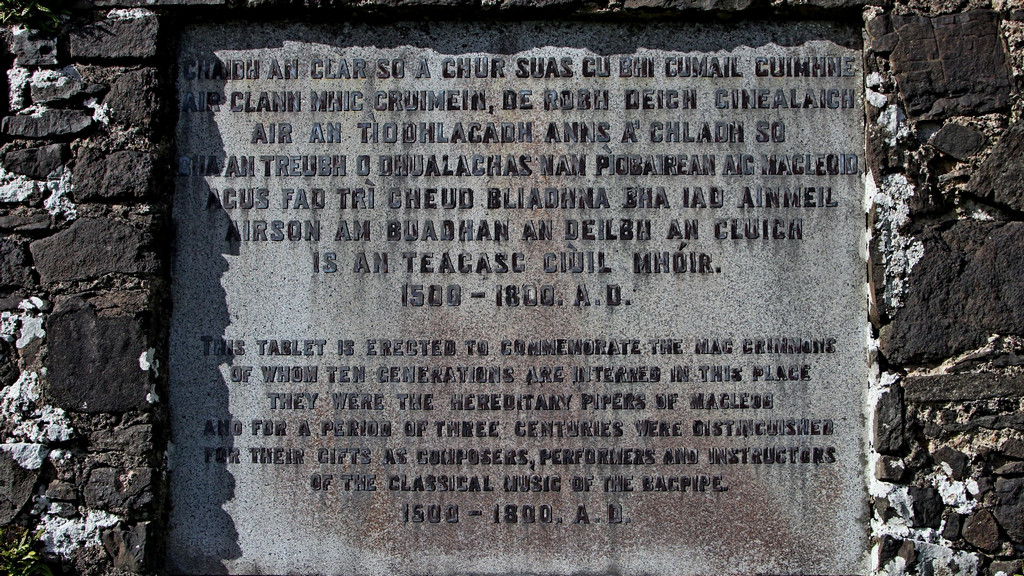 CHAIDH AN CLAR SO A CHUR SUAS GU BHI CUMAIL CUIMHNE
AIR CLANN MHIC CRUIMEIN, DE ROBH DEICH GINEALAICH
AIR AN TÌODHLAGADH ANNS A' CHLADH SO
BHA AN TREUBH O DHUALACHAS NAN PÌOBAIREAN AIG MACLEOID
AGUS FAD TRÌ CHEUD BLIADHNA BHA IAD AINMEIL
AIRSON AM BUADHAN AN DEILBH AN CLUICH
IS AN TEAGASG CIÙIL MHÓIR.
1500 – 1800. A.D.
THIS TABLET IS ERECTED TO COMMEMORATE THE MAC CRIMMONS
OF WHOM TEN GENERATIONS ARE INTERRED IN THIS PLACE
THEY WERE THE HEREDITARY PIPERS OF MACLEOD
AND FOR A PERIOD OF THREE CENTURIES WERE DISTINGUISHED
FOR THEIR GIFTS AS COMPOSERS, PERFORMERS AND INSTRUCTORS
OF THE CLASSICAL MUSIC OF THE BAGPIPE.
1500 – 1800. A.D.